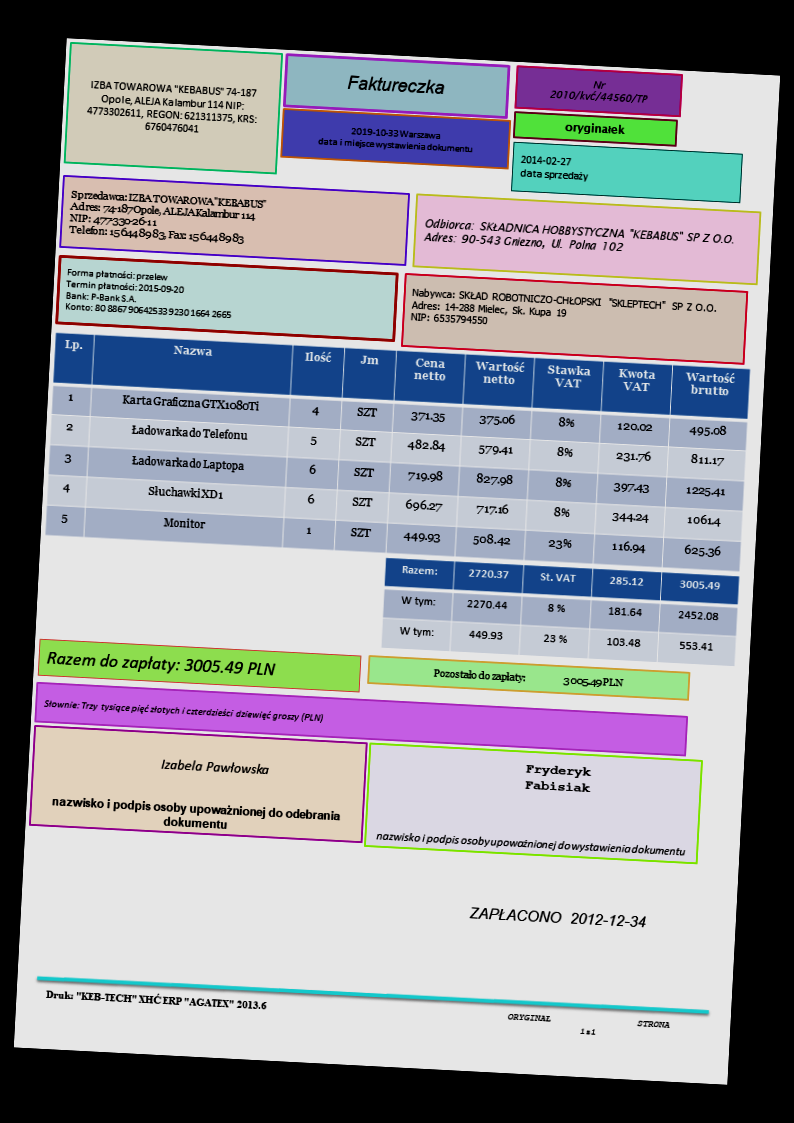 IZBA TOWAROWA "KEBABUS" 74-187
Opole, ALEJA Kalambur 114 NIP:
4773302611, REGON: 621311375, KRS:
6760476041
Faktureczka
2019-10-33 Warszawa
data i miejsce wystawienia dokumentu
Nr
2010/kvć/44560/TP
oryginałek
2014-02-27
data sprzedaży
Sprzedawca: IZBA TOWAROWA "KEBABUS"
Adres: 74-187 Opole, ALEJA Kalambur 114
NIP: 477-330-26-11
Telefon: 156448983, Fax: 156448983
Odbiorca: SKŁADNICA HOBBYSTYCZNA "KEBABUS" SP Z O.O.
Adres: 90-543 Gniezno, Ul. Polna 102
Forma płatności: przelew
Termin płatności: 2015-09-20
Bank: P-Bank S.A.
Konto: 80 8867 9064 2533 9230 1664 2665
Nabywca: SKŁAD ROBOTNICZO-CHŁOPSKI "SKLEPTECH" SP Z O.O.
Adres: 14-288 Mielec, Sk. Kupa 19
NIP: 6535794550
Lp. Nazwa Ilość Jm Cena netto Wartość netto Stawka VAT Kwota VAT Wartość brutto
1 Karta Graficzna GTX1080Ti 4 SZT 371.35 375.06 8% 120.02 495.08
2 Ładowarka do Telefonu 5 SZT 482.84 579.41 8% 231.76 811.17
3 Ładowarka do Laptopa 6 SZT 719.98 827.98 8% 397.43 1225.41
4 Słuchawki XD1 6 SZT 696.27 717.16 8% 344.24 1061.4
5 Monitor 1 SZT 449.93 508.42 23% 116.94 625.36
Razem: 2720.37 St. VAT 285.12 3005.49
W tym: 2270.44 8 % 181.64 2452.08
W tym: 449.93 23 % 103.48 553.41
Razem do zapłaty: 3005.49 PLN
Pozostało do zapłaty: 3005.49 PLN
Słownie: Trzy tysiące pięć złotych i czterdzieści dziewięć groszy (PLN)
Izabela Pawłowska
nazwisko i podpis osoby upoważnionej do odebrania
dokumentu
Fryderyk
Fabisiak
nazwisko i podpis osoby upoważnionej do wystawienia dokumentu
ZAPŁACONO 2012-12-34
Druk: "KEB-TECH" XHĆ ERP "AGATEX" 2013.6
ORYGINAŁ
STRONA
1 z 1